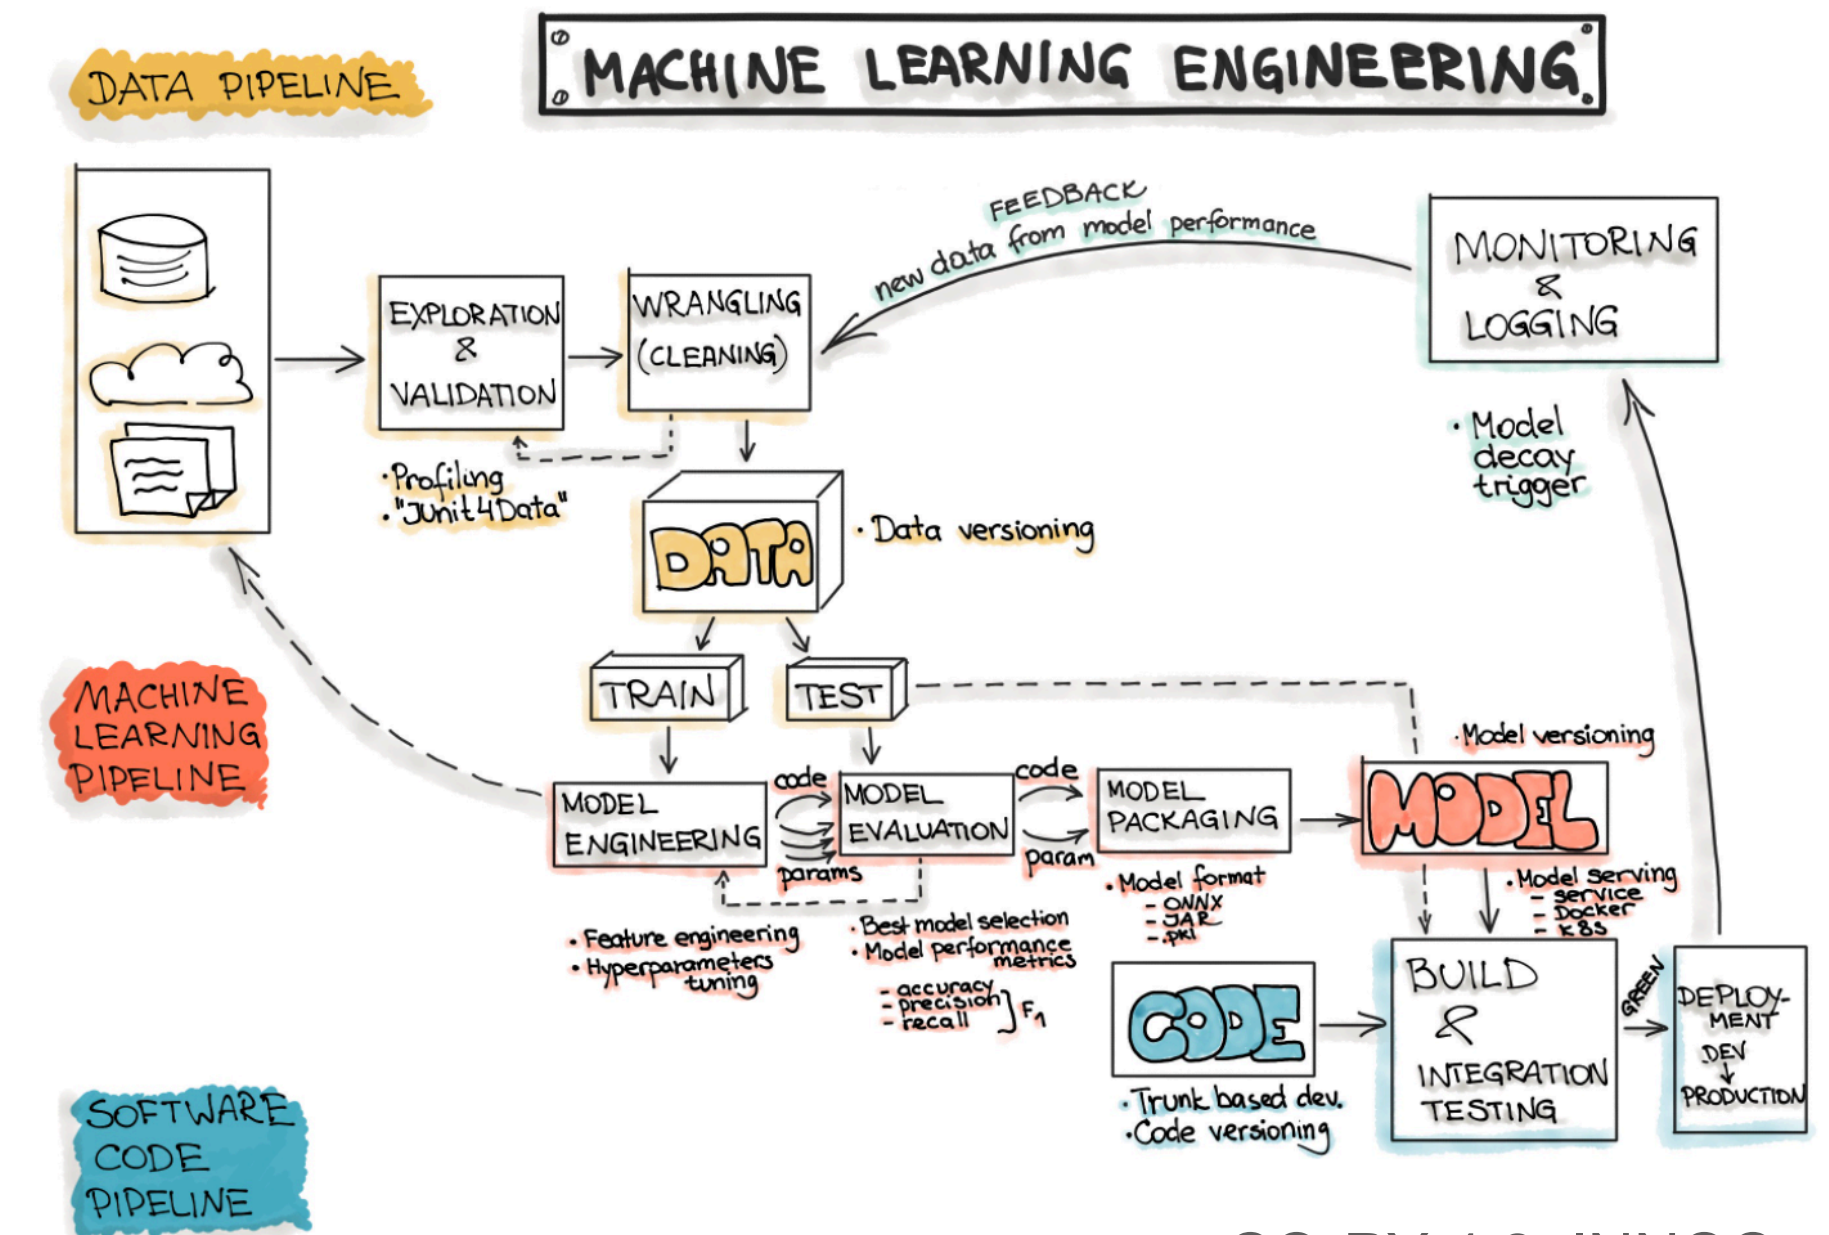 DATA PIPELINE
MACHINE LEARNING ENGINEERING
EXPLORATION
&
VALIDATION
• Profiling
• "JUnit4Data"
WRANGLING
(CLEANING)
FEEDBACK
new data from model performance
MONITORING
&
LOGGING
• Model
decay
trigger
DATA
• Data versioning
TRAIN
TEST
MACHINE
LEARNING
PIPELINE
MODEL
ENGINEERING
code
params
• Feature engineering
• Hyperparameters
tuning
MODEL
EVALUATION
code
param
• Best model selection
• Model performance
metrics
- accuracy
- precision
- recall
F1
MODEL
PACKAGING
• Model format
- ONNX
- JAR
- .pkl
• Model versioning
MODEL
• Model serving
- service
- Docker
- K8S
CODE
• Trunk based dev.
• Code versioning
BUILD
&
INTEGRATION
TESTING
GREEN
DEPLOY-
MENT
DEV
PRODUCTION
SOFTWARE
CODE
PIPELINE